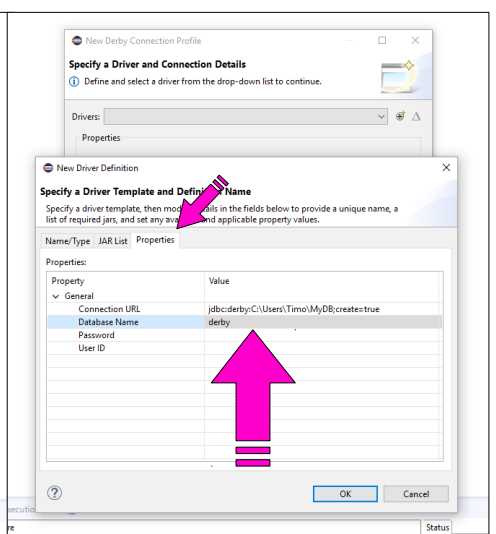 New Derby Connection Profile
Specify a Driver and Connection Details
Define and select a driver from the drop-down list to continue.
Drivers:
Properties
New Driver Definition
Specify a Driver Template and Definition Name
Specify a driver template, then mod ails in the fields below to provide a unique name, a
list of required jars, and set any ava and applicable property values.
Name/Type JAR List Properties
Properties:
Property Value
General
Connection URL jdbc:derby:C:\Users\Timo\MyDB;create=true
Database Name derby
Password
User ID
OK Cancel
Status